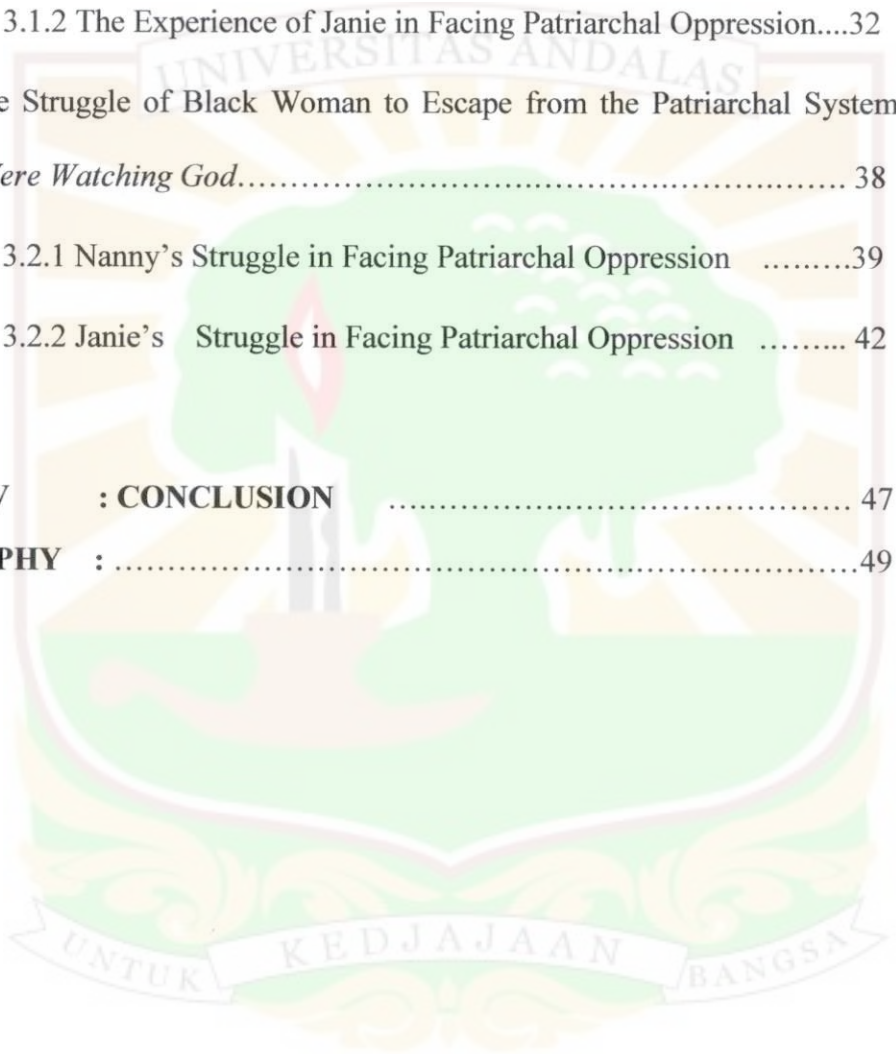 3.1.2 The Experience of Janie in Facing Patriarchal Oppression....32
UNIVERSITAS ANDALAS
e Struggle of Black Woman to Escape from the Patriarchal System
Vere Watching God.................................................................. 38
3.2.1 Nanny's Struggle in Facing Patriarchal Oppression .........39
3.2.2 Janie's Struggle in Facing Patriarchal Oppression ......... 42
V : CONCLUSION .................................................. 47
PHY : ..................................................................................49
UNTUK KEDJAJAAN BANGSA